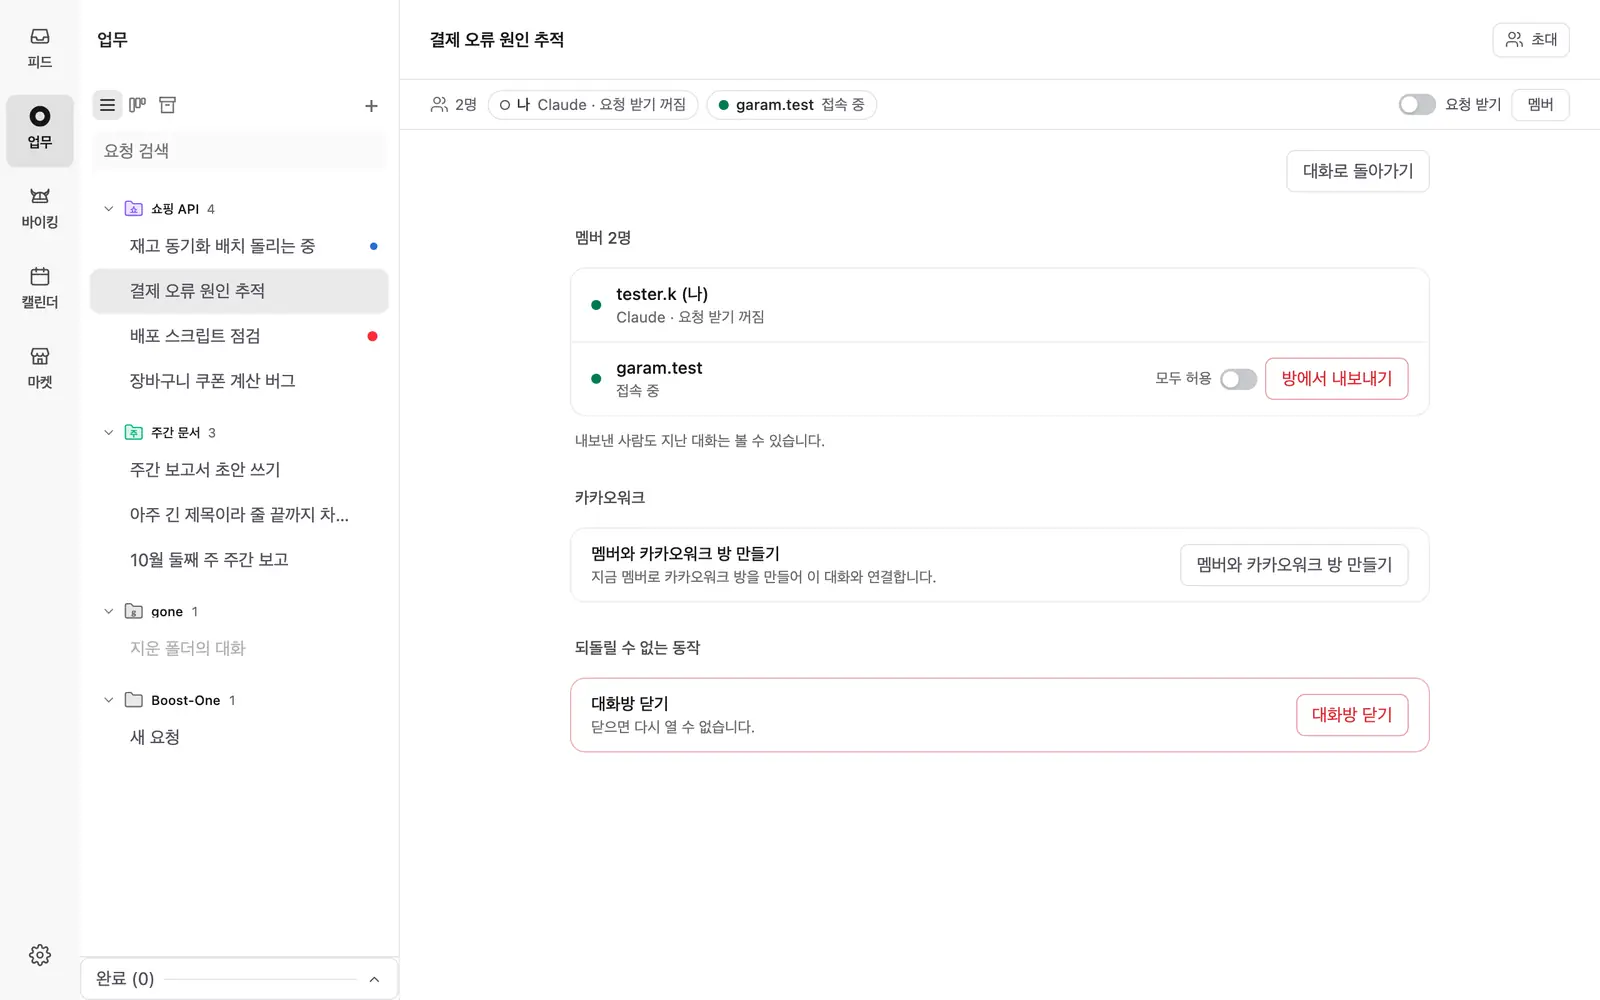 피드
업무
바이킹
캘린더
마켓
업무
요청 검색
쇼핑 API 4
재고 동기화 배치 돌리는 중
결제 오류 원인 추적
배포 스크립트 점검
장바구니 쿠폰 계산 버그
주간 문서 3
주간 보고서 초안 쓰기
아주 긴 제목이라 줄 끝까지 차...
10월 둘째 주 주간 보고
gone 1
지운 폴더의 대화
Boost-One 1
새 요청
완료 (0)
결제 오류 원인 추적
초대
2명 나 Claude · 요청 받기 꺼짐 garam.test 접속 중
요청 받기 멤버
대화로 돌아가기
멤버 2명
tester.k (나)
Claude · 요청 받기 꺼짐
garam.test
접속 중
모두 허용 방에서 내보내기
내보낸 사람도 지난 대화는 볼 수 있습니다.
카카오워크
멤버와 카카오워크 방 만들기
지금 멤버로 카카오워크 방을 만들어 이 대화와 연결합니다.
멤버와 카카오워크 방 만들기
되돌릴 수 없는 동작
대화방 닫기
닫으면 다시 열 수 없습니다.
대화방 닫기